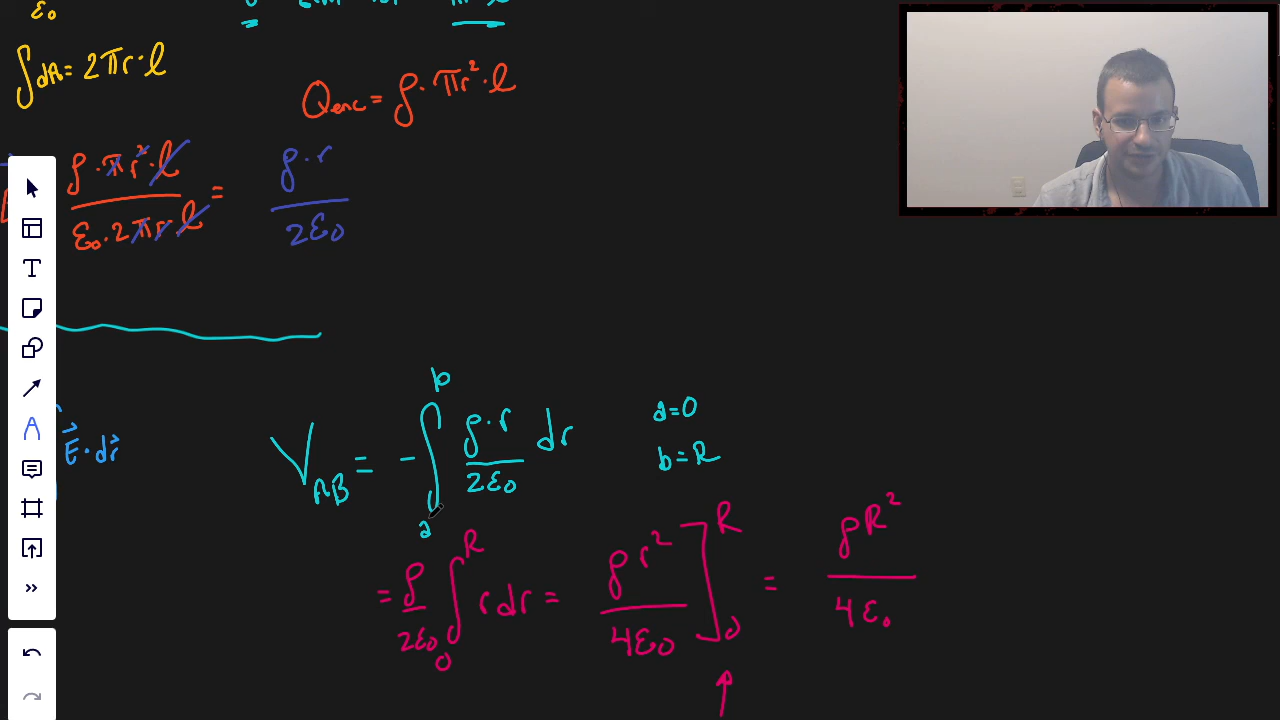 ε₀
∫dA = 2πr·l
Qenc = ρ·πr²·l
ρ·πr²·l / ε₀·2πr·l = ρ·r / 2ε₀
E·dr
V_AB = -∫_a^b ρ·r / 2ε₀ dr
a=0
b=R
= ρ / 2ε₀ ∫_0^R r dr = ρr² / 4ε₀ ]_0^R = ρR² / 4ε₀